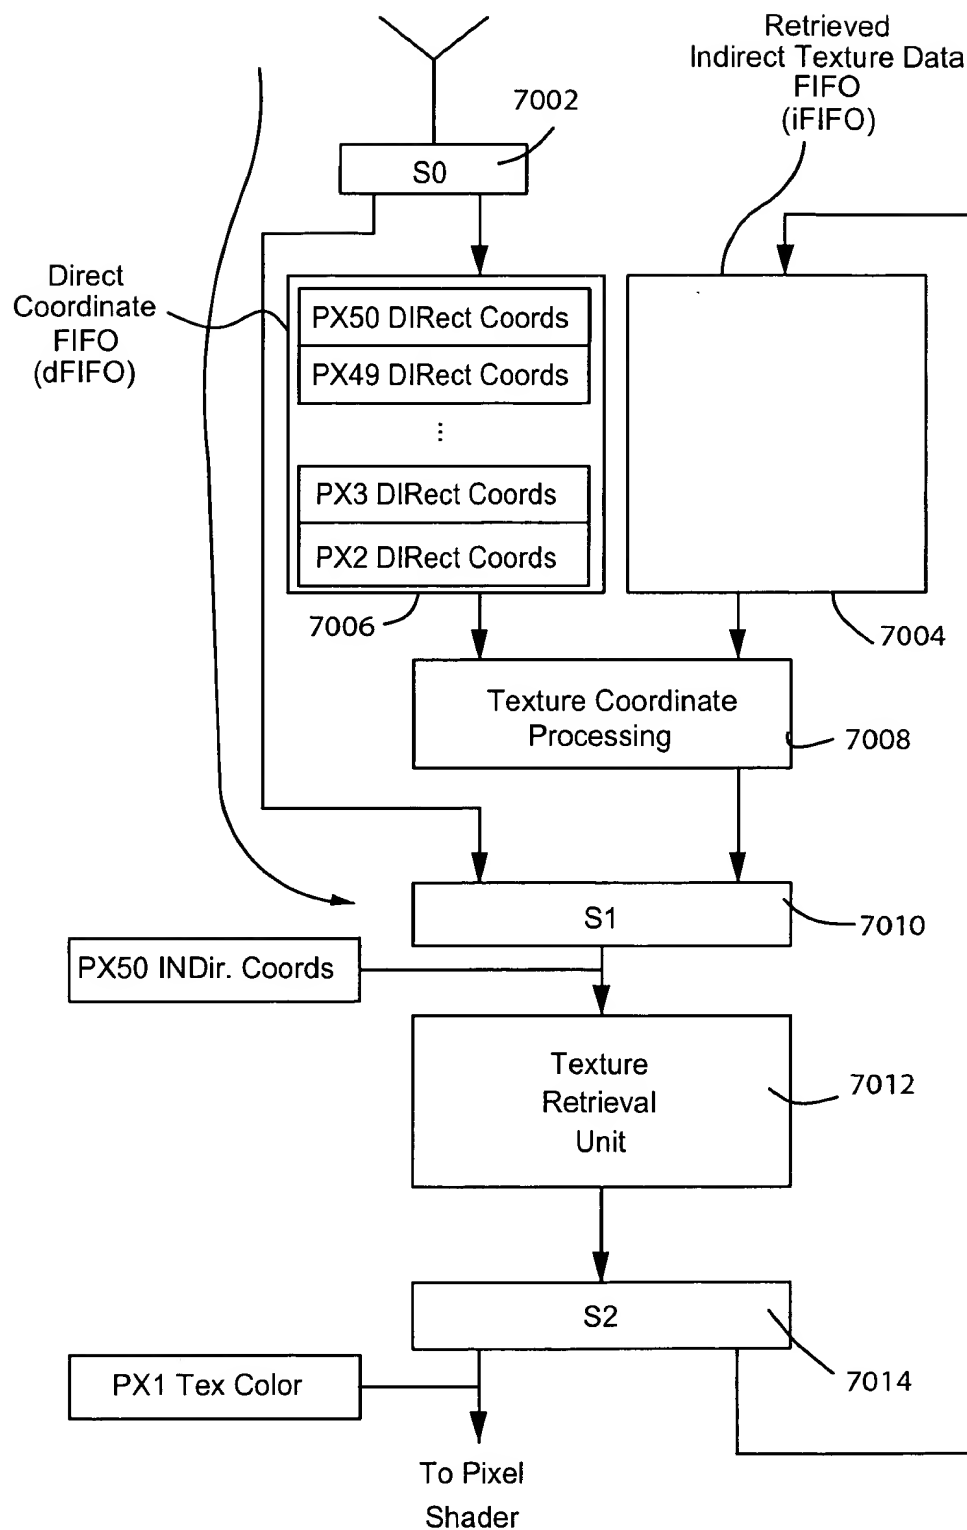 Retrieved
Indirect Texture Data
FIFO
(iFIFO)
7002
S0
Direct
Coordinate
FIFO
(dFIFO)
PX50 DIRect Coords
PX49 DIRect Coords
...
PX3 DIRect Coords
PX2 DIRect Coords
7006
7004
Texture Coordinate
Processing
7008
S1
7010
PX50 INDir. Coords
Texture
Retrieval
Unit
7012
S2
7014
PX1 Tex Color
To Pixel
Shader